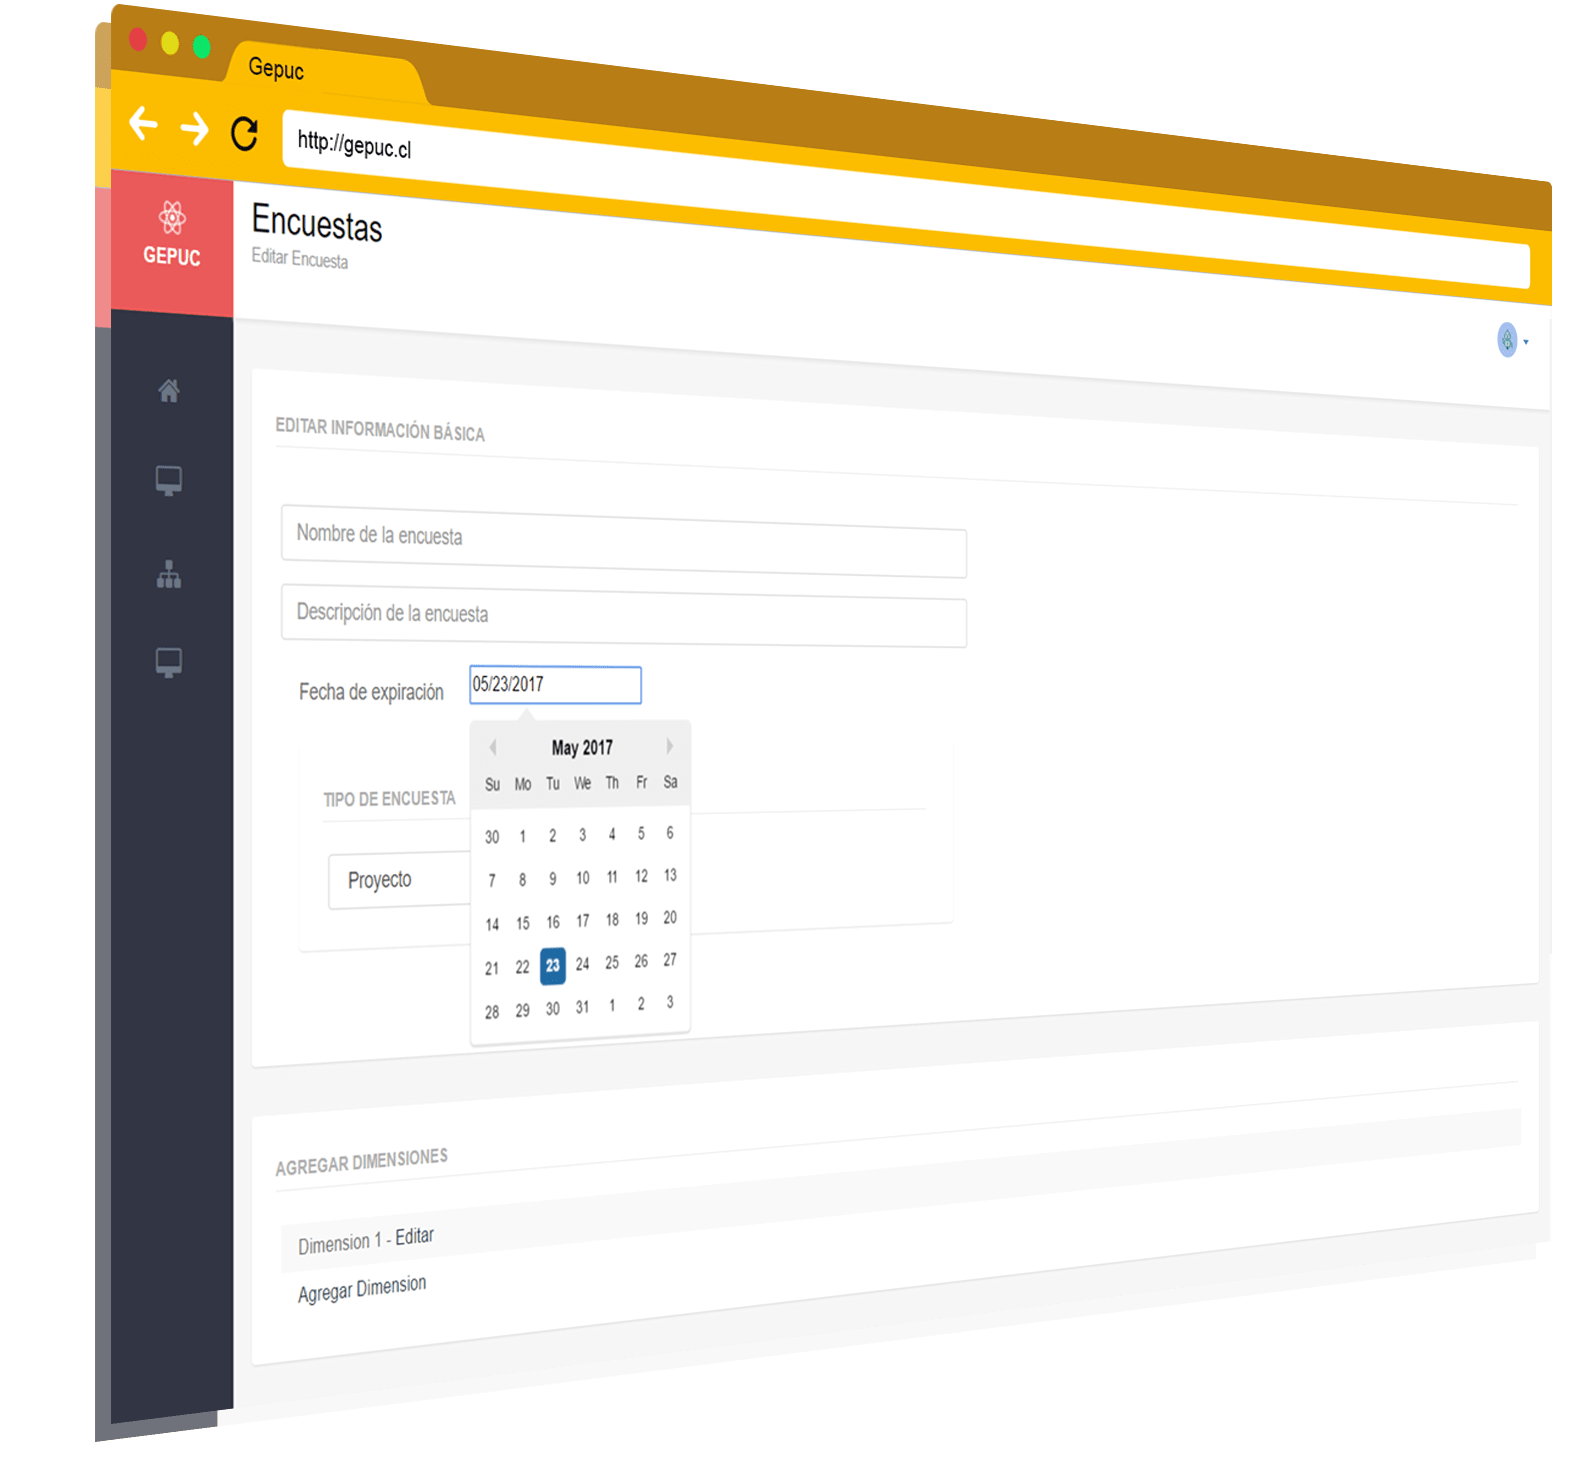 Gepuc
http://gepuc.cl
GEPUC
Encuestas
Editar Encuesta
EDITAR INFORMACIÓN BÁSICA
Nombre de la encuesta
Descripción de la encuesta
Fecha de expiración 05/23/2017
May 2017
Su Mo Tu We Th Fr Sa
30 1 2 3 4 5 6
7 8 9 10 11 12 13
14 15 16 17 18 19 20
21 22 23 24 25 26 27
28 29 30 31 1 2 3
TIPO DE ENCUESTA
Proyecto
AGREGAR DIMENSIONES
Dimension 1 - Editar
Agregar Dimension